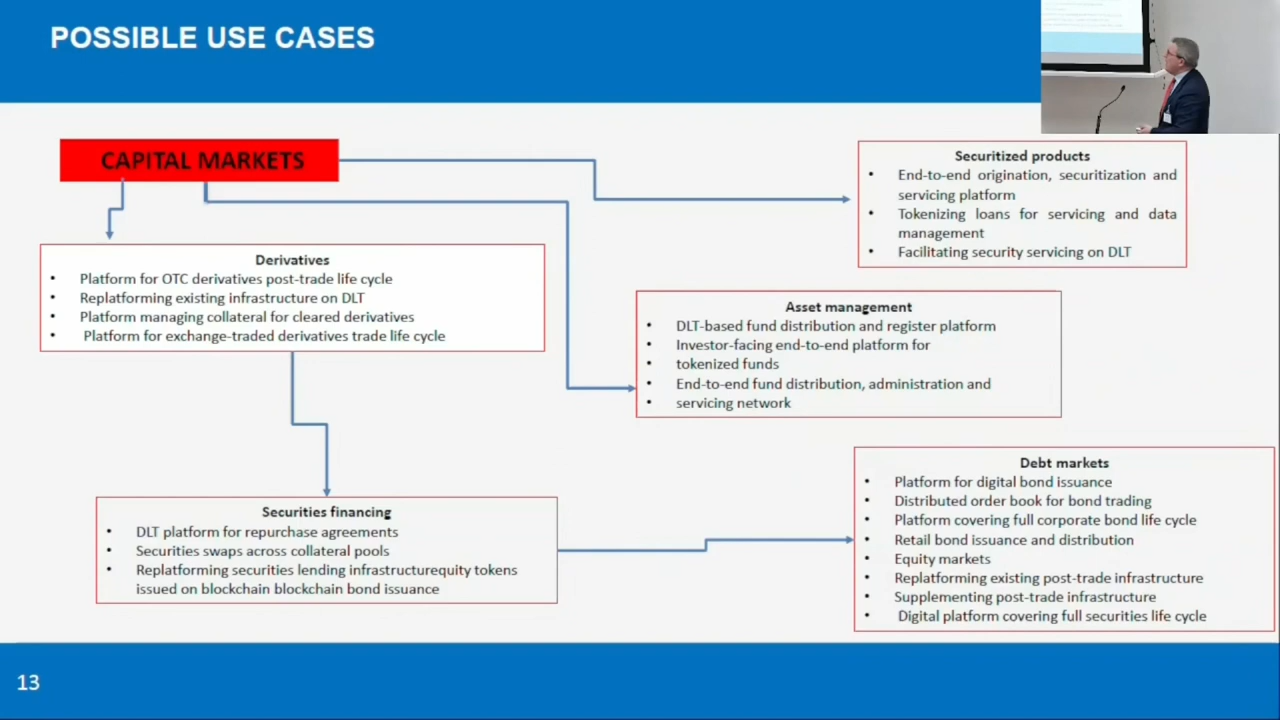 POSSIBLE USE CASES
CAPITAL MARKETS
Securitized products
• End-to-end origination, securitization and
servicing platform
• Tokenizing loans for servicing and data
management
• Facilitating security servicing on DLT
Derivatives
• Platform for OTC derivatives post-trade life cycle
• Replatforming existing infrastructure on DLT
• Platform managing collateral for cleared derivatives
• Platform for exchange-traded derivatives trade life cycle
Asset management
• DLT-based fund distribution and register platform
• Investor-facing end-to-end platform for
• tokenized funds
• End-to-end fund distribution, administration and
• servicing network
Securities financing
• DLT platform for repurchase agreements
• Securities swaps across collateral pools
• Replatforming securities lending infrastructurequity tokens
issued on blockchain blockchain bond issuance
Debt markets
• Platform for digital bond issuance
• Distributed order book for bond trading
• Platform covering full corporate bond life cycle
• Retail bond issuance and distribution
• Equity markets
• Replatforming existing post-trade infrastructure
• Supplementing post-trade infrastructure
• Digital platform covering full securities life cycle
13